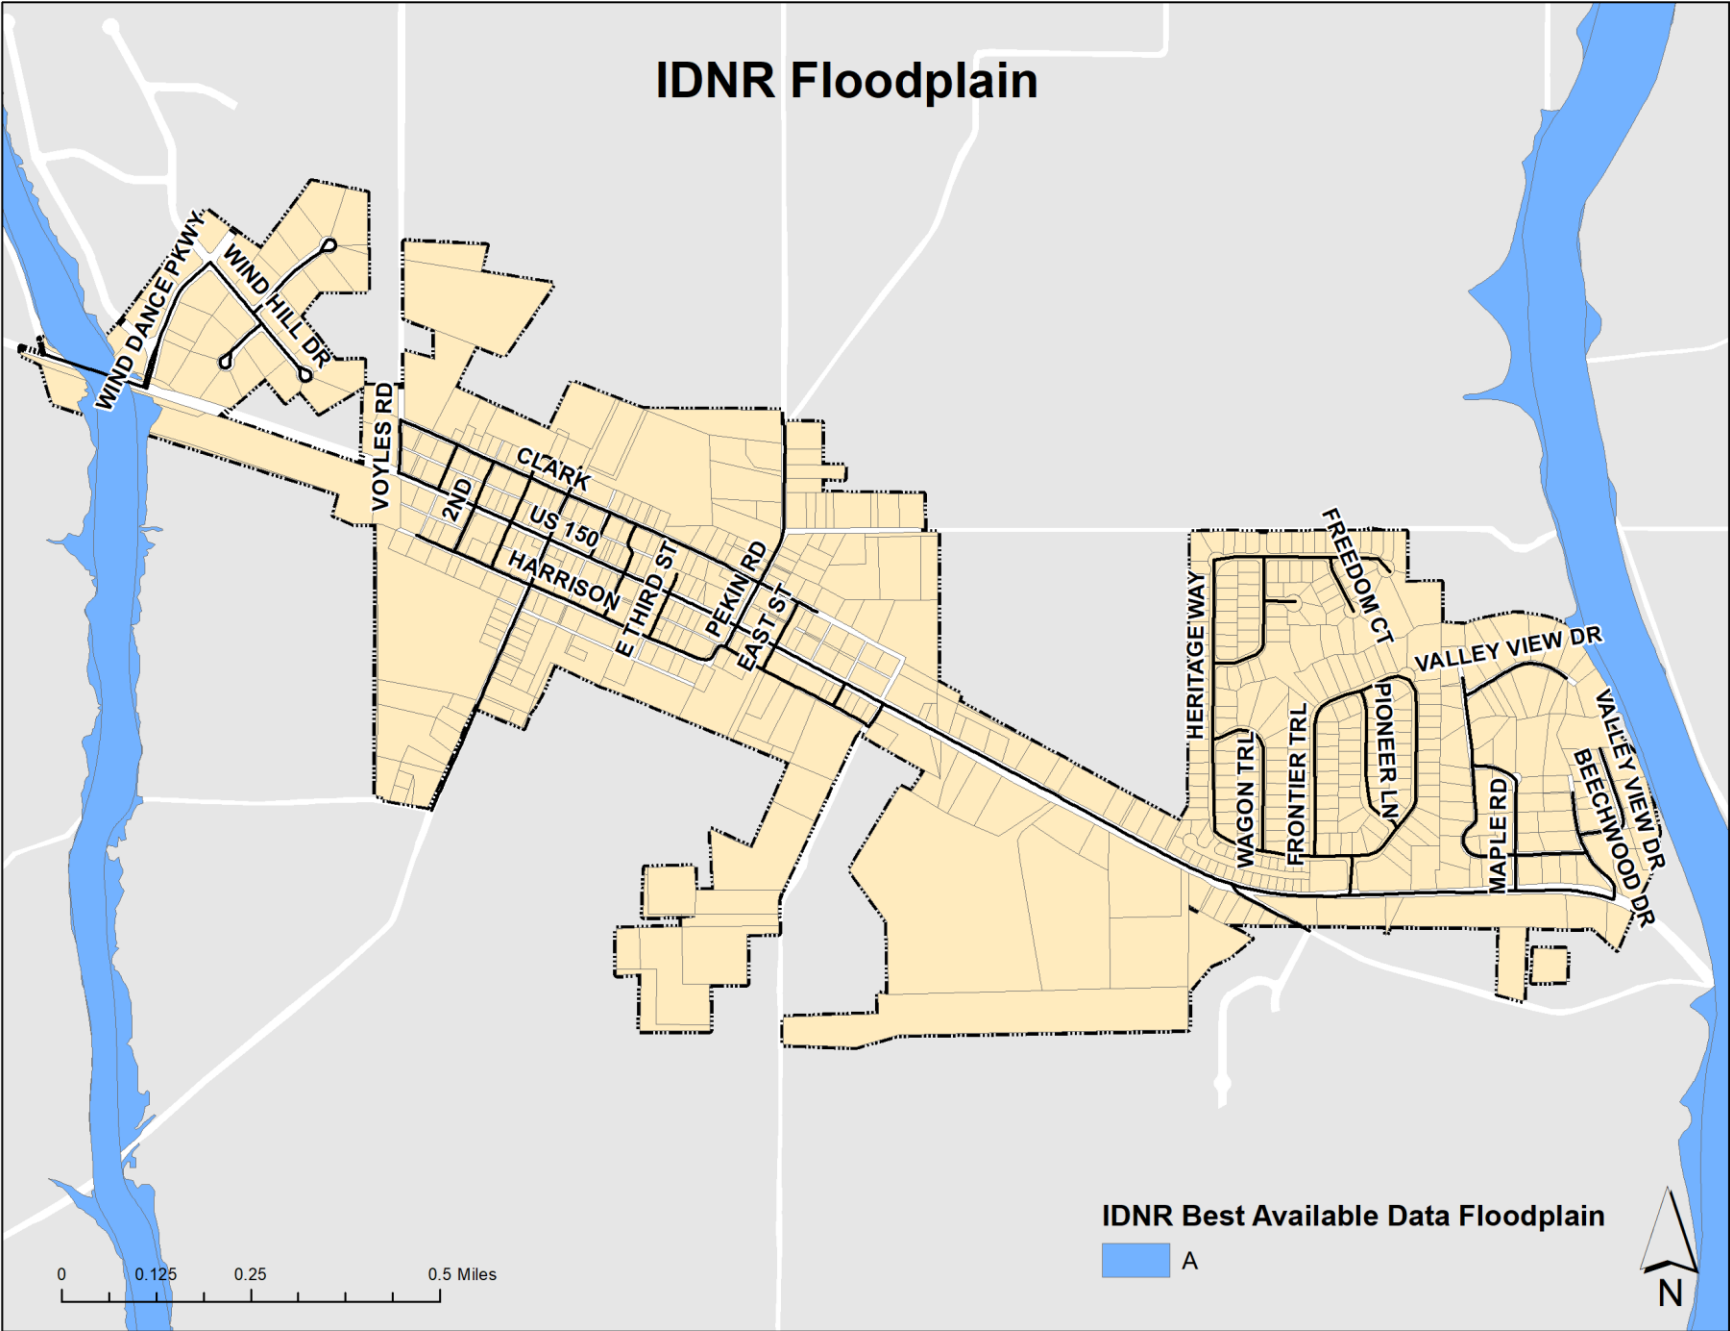 IDNR Floodplain
WIND DANCE PKWY
WIND HILL DR
VOYLES RD
CLARK
2ND
US 150
HARRISON
E THIRD ST
PEKIN RD
EAST ST
FREEDOM CT
HERITAGE WAY
VALLEY VIEW DR
PIONEER LN
FRONTIER TRL
WAGON TRL
MAPLE RD
VALLEY VIEW DR
BEECHWOOD DR
IDNR Best Available Data Floodplain
A
0 0.125 0.25 0.5 Miles
N